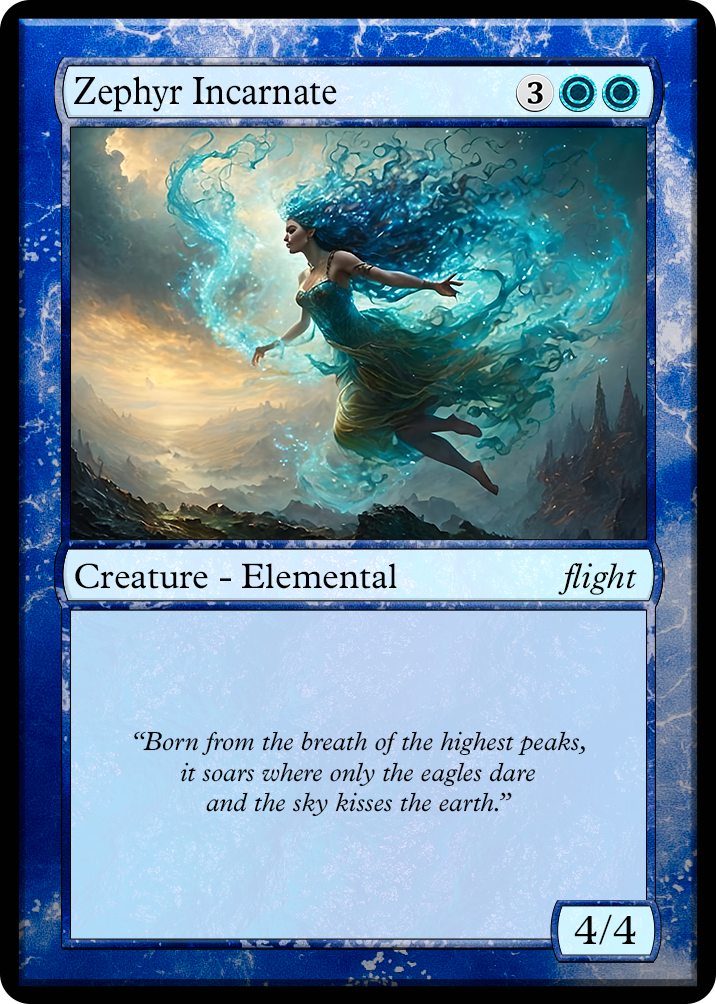 Zephyr Incarnate 3
Creature - Elemental flight
“Born from the breath of the highest peaks,
it soars where only the eagles dare
and the sky kisses the earth.”
4/4